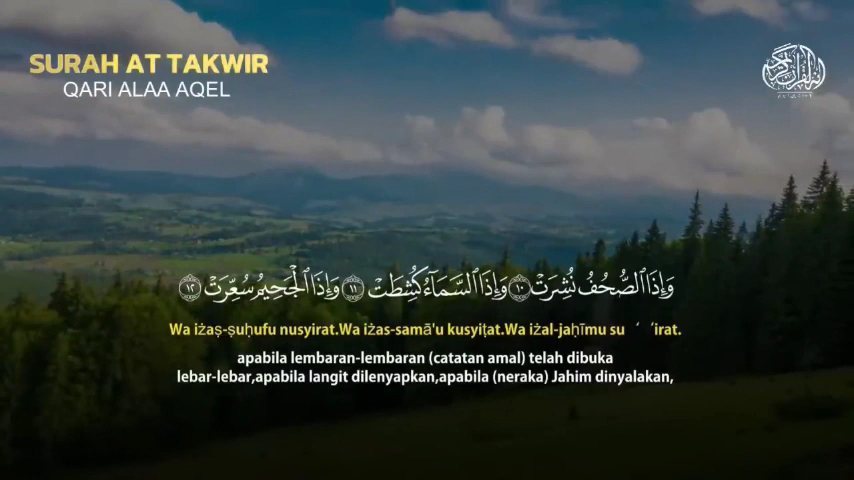 SURAH AT TAKWIR
QARI ALAA AQEL
وَإِذَا ٱلصُّحُفُ نُشِرَتْ ١٠ وَإِذَا ٱلسَّمَآءُ كُشِطَتْ ١١ وَإِذَا ٱلْجَحِيمُ سُعِّرَتْ ١٢
Wa iżaṣ-ṣuḥufu nusyirat.Wa iżas-samā'u kusyiṭat.Wa iżal-jaḥīmu su‘ ‘irat.
apabila lembaran-lembaran (catatan amal) telah dibuka
lebar-lebar,apabila langit dilenyapkan,apabila (neraka) Jahim dinyalakan,